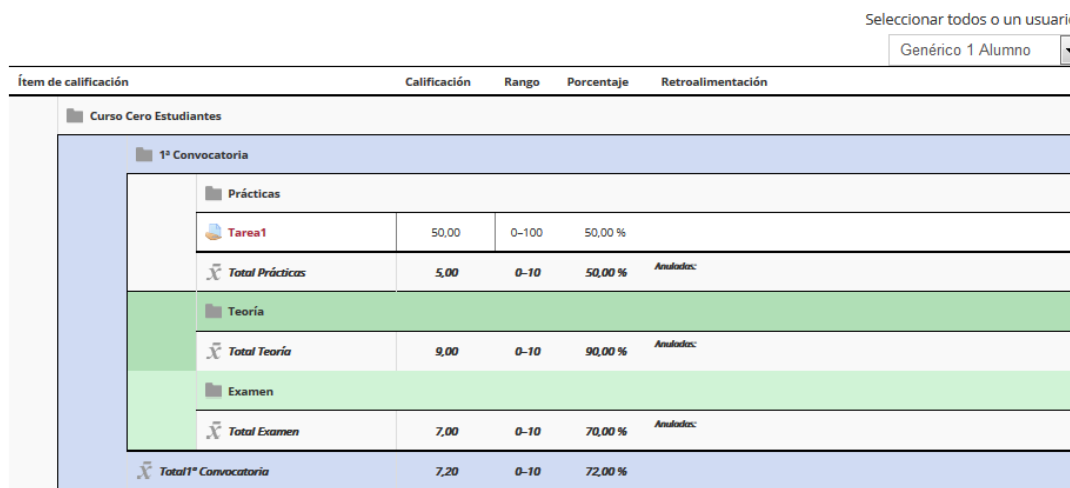 Seleccionar todos o un usuario
Genérico 1 Alumno
Ítem de calificación Calificación Rango Porcentaje Retroalimentación
Curso Cero Estudiantes
1ª Convocatoria
Prácticas
Tarea1 50,00 0–100 50,00 %
x̄ Total Prácticas 5,00 0–10 50,00 % Anuladas:
Teoría
x̄ Total Teoría 9,00 0–10 90,00 % Anuladas:
Examen
x̄ Total Examen 7,00 0–10 70,00 % Anuladas:
x̄ Total1ª Convocatoria 7,20 0–10 72,00 %